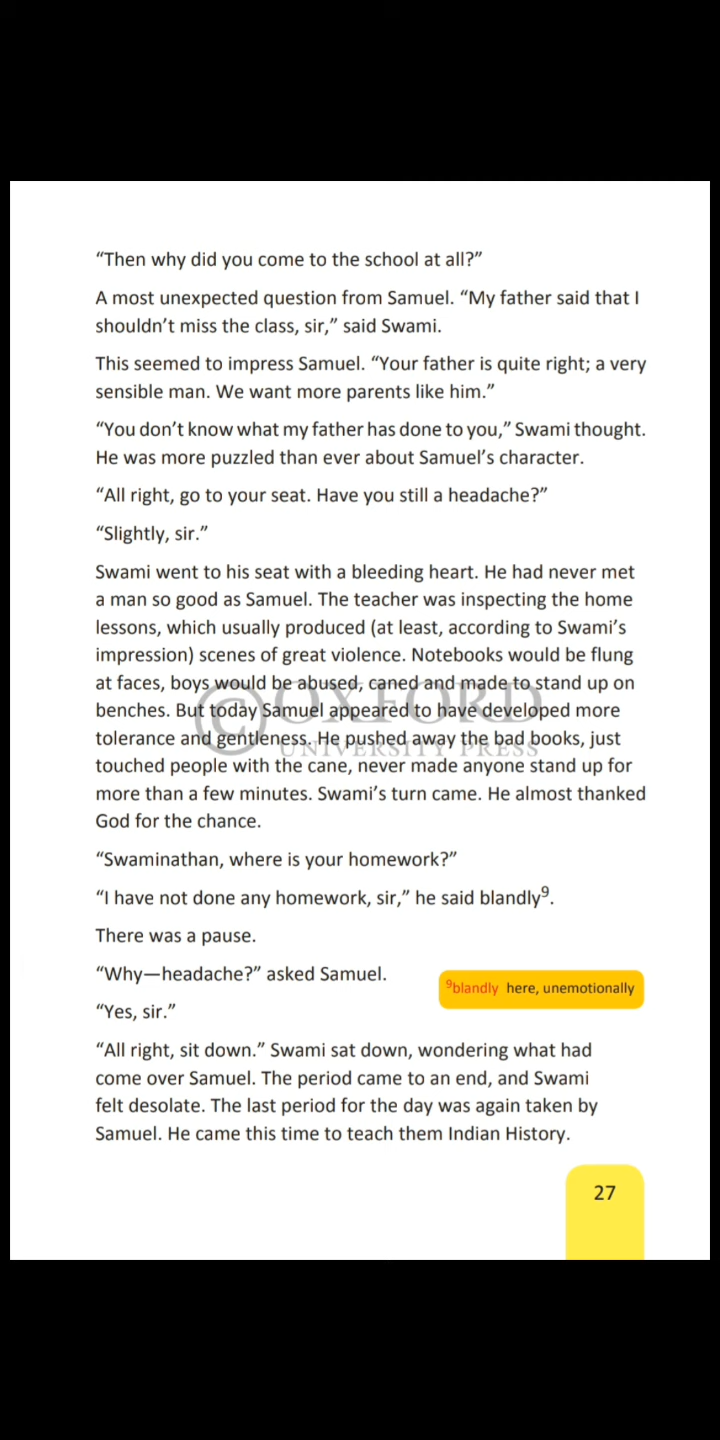 “Then why did you come to the school at all?”
A most unexpected question from Samuel. “My father said that I
shouldn’t miss the class, sir,” said Swami.
This seemed to impress Samuel. “Your father is quite right; a very
sensible man. We want more parents like him.”
“You don’t know what my father has done to you,” Swami thought.
He was more puzzled than ever about Samuel’s character.
“All right, go to your seat. Have you still a headache?”
“Slightly, sir.”
Swami went to his seat with a bleeding heart. He had never met
a man so good as Samuel. The teacher was inspecting the home
lessons, which usually produced (at least, according to Swami’s
impression) scenes of great violence. Notebooks would be flung
at faces, boys would be abused, caned and made to stand up on
benches. But today Samuel appeared to have developed more
tolerance and gentleness. He pushed away the bad books, just
touched people with the cane, never made anyone stand up for
more than a few minutes. Swami’s turn came. He almost thanked
God for the chance.
“Swaminathan, where is your homework?”
“I have not done any homework, sir,” he said blandly⁹.
There was a pause.
“Why—headache?” asked Samuel.
⁹blandly here, unemotionally
“Yes, sir.”
“All right, sit down.” Swami sat down, wondering what had
come over Samuel. The period came to an end, and Swami
felt desolate. The last period for the day was again taken by
Samuel. He came this time to teach them Indian History.
27
© OXFORD
UNIVERSITY PRESS